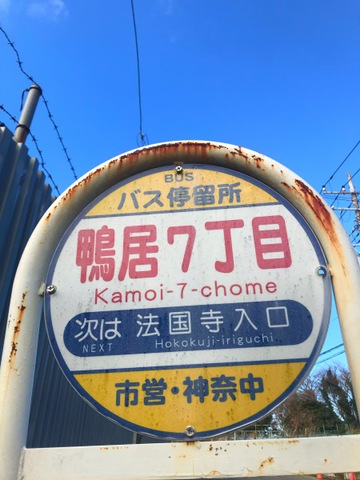 BUS
バス停留所
鴨居7丁目
Kamoi-7-chome
次は 法国寺入口
NEXT Hokokuji-iriguchi
市営・神奈中